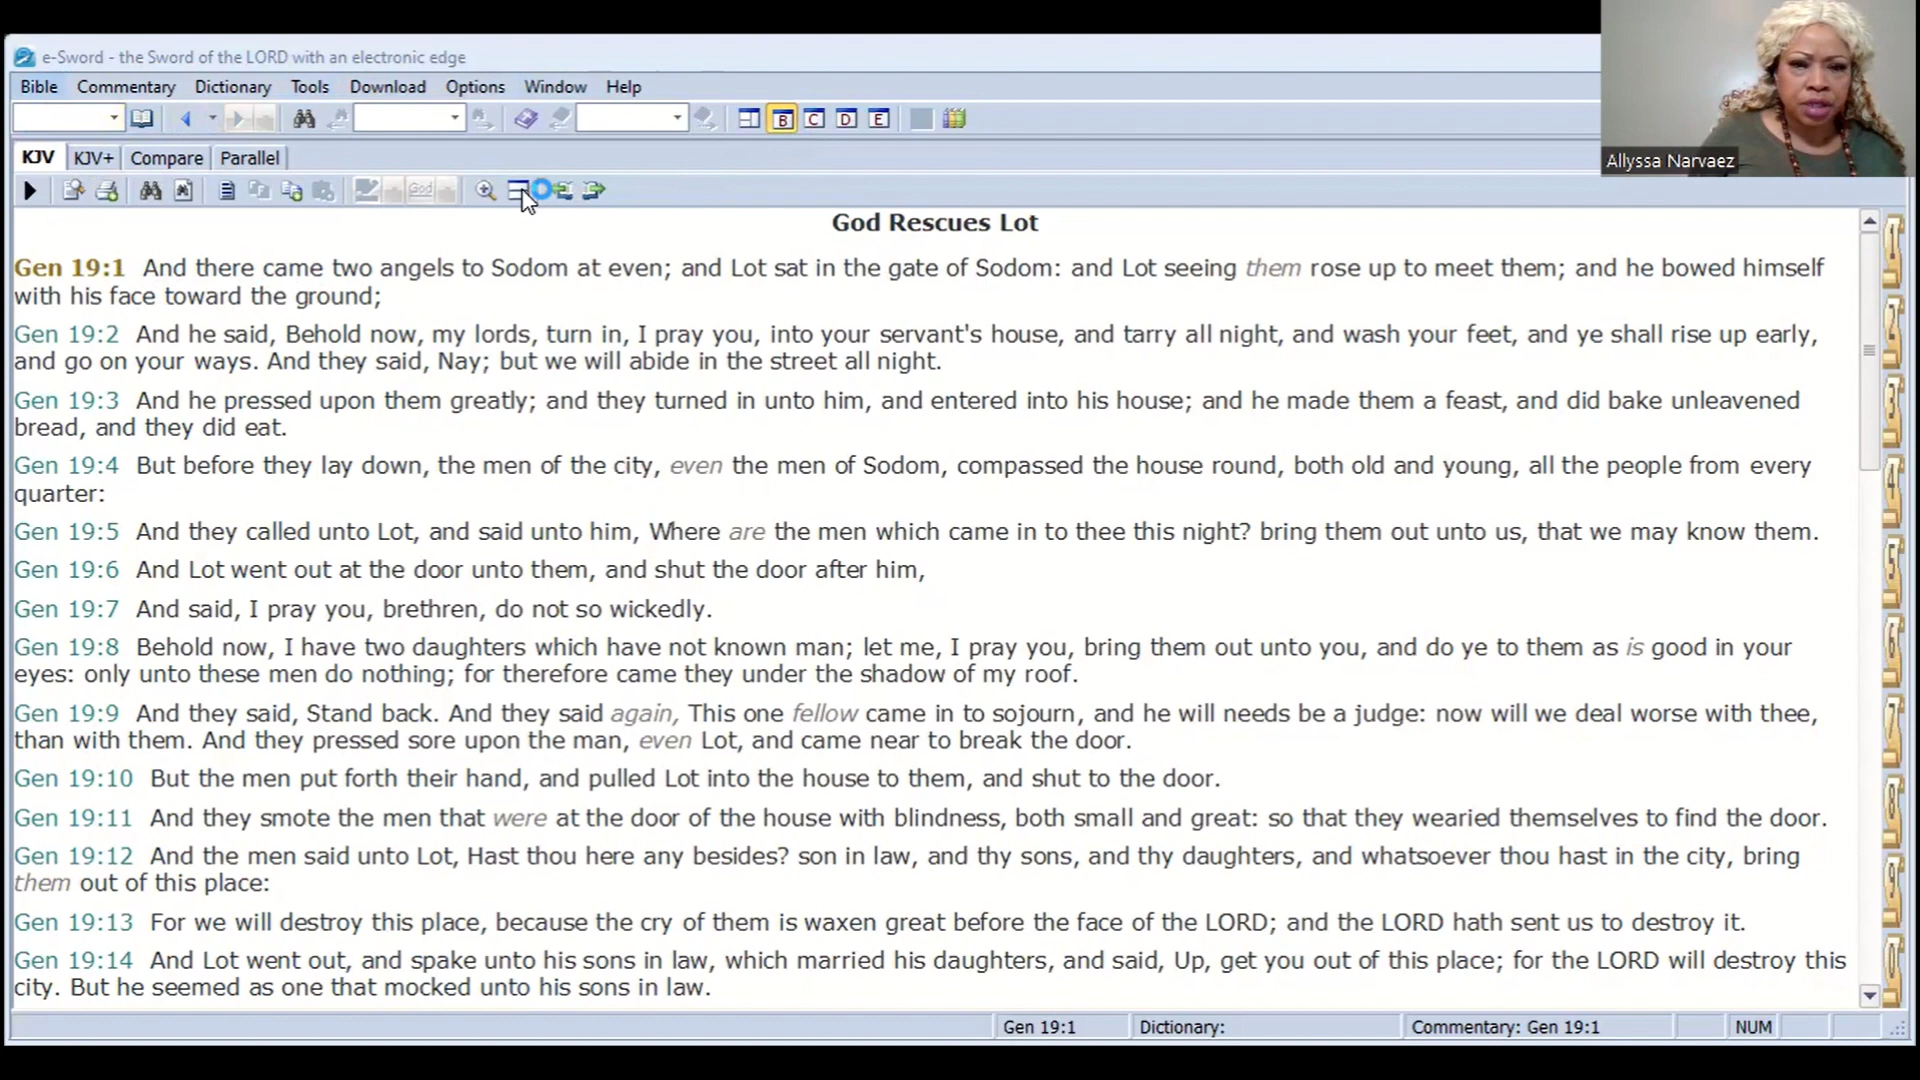 e-Sword - the Sword of the LORD with an electronic edge
Bible Commentary Dictionary Tools Download Options Window Help
B C D E
KJV KJV+ Compare Parallel
God
Allyssa Narvaez
God Rescues Lot
Gen 19:1 And there came two angels to Sodom at even; and Lot sat in the gate of Sodom: and Lot seeing them rose up to meet them; and he bowed himself
with his face toward the ground;
Gen 19:2 And he said, Behold now, my lords, turn in, I pray you, into your servant's house, and tarry all night, and wash your feet, and ye shall rise up early,
and go on your ways. And they said, Nay; but we will abide in the street all night.
Gen 19:3 And he pressed upon them greatly; and they turned in unto him, and entered into his house; and he made them a feast, and did bake unleavened
bread, and they did eat.
Gen 19:4 But before they lay down, the men of the city, even the men of Sodom, compassed the house round, both old and young, all the people from every
quarter:
Gen 19:5 And they called unto Lot, and said unto him, Where are the men which came in to thee this night? bring them out unto us, that we may know them.
Gen 19:6 And Lot went out at the door unto them, and shut the door after him,
Gen 19:7 And said, I pray you, brethren, do not so wickedly.
Gen 19:8 Behold now, I have two daughters which have not known man; let me, I pray you, bring them out unto you, and do ye to them as is good in your
eyes: only unto these men do nothing; for therefore came they under the shadow of my roof.
Gen 19:9 And they said, Stand back. And they said again, This one fellow came in to sojourn, and he will needs be a judge: now will we deal worse with thee,
than with them. And they pressed sore upon the man, even Lot, and came near to break the door.
Gen 19:10 But the men put forth their hand, and pulled Lot into the house to them, and shut to the door.
Gen 19:11 And they smote the men that were at the door of the house with blindness, both small and great: so that they wearied themselves to find the door.
Gen 19:12 And the men said unto Lot, Hast thou here any besides? son in law, and thy sons, and thy daughters, and whatsoever thou hast in the city, bring
them out of this place:
Gen 19:13 For we will destroy this place, because the cry of them is waxen great before the face of the LORD; and the LORD hath sent us to destroy it.
Gen 19:14 And Lot went out, and spake unto his sons in law, which married his daughters, and said, Up, get you out of this place; for the LORD will destroy this
city. But he seemed as one that mocked unto his sons in law.
1
2
3
4
5
6
7
8
9
0
Gen 19:1 Dictionary: Commentary: Gen 19:1 NUM